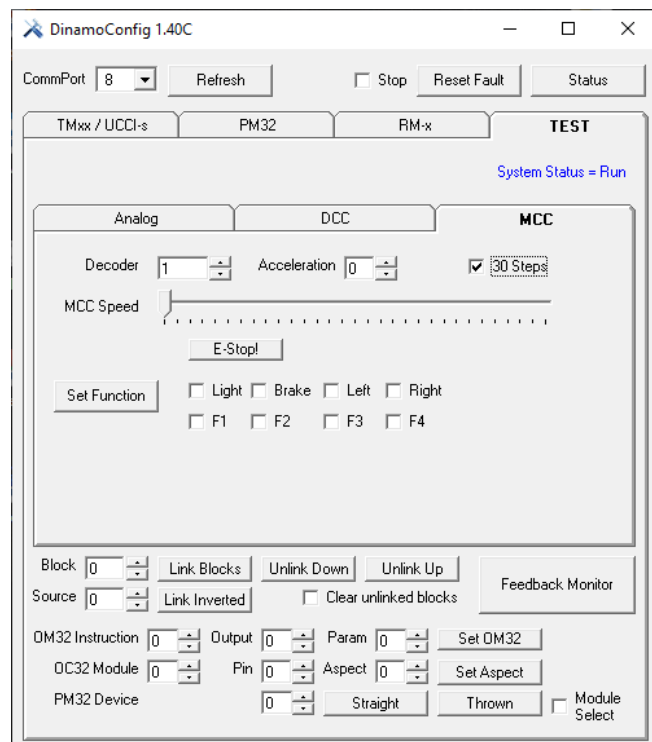 DinamoConfig 1.40C
CommPort 8 Refresh Stop Reset Fault Status
TMxx / UCCI-s PM32 RM-x TEST
System Status = Run
Analog DCC MCC
Decoder 1 Acceleration 0 30 Steps
MCC Speed
E-Stop!
Set Function Light Brake Left Right
F1 F2 F3 F4
Block 0 Link Blocks Unlink Down Unlink Up Feedback Monitor
Source 0 Link Inverted Clear unlinked blocks
OM32 Instruction 0 Output 0 Param 0 Set OM32
OC32 Module 0 Pin 0 Aspect 0 Set Aspect
PM32 Device 0 Straight Thrown Module
Select